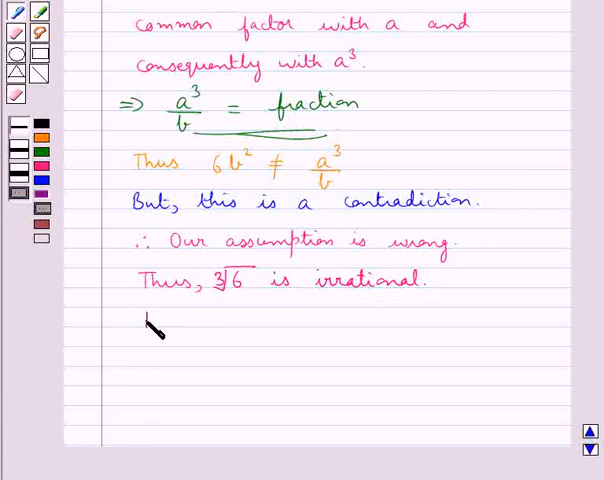 Common factor with a and
consequently with a³.
⇒ a³/b = fraction
Thus 6b² ≠ a³/b
But, this is a contradiction.
∴ Our assumption is wrong.
Thus, ∛6 is irrational.